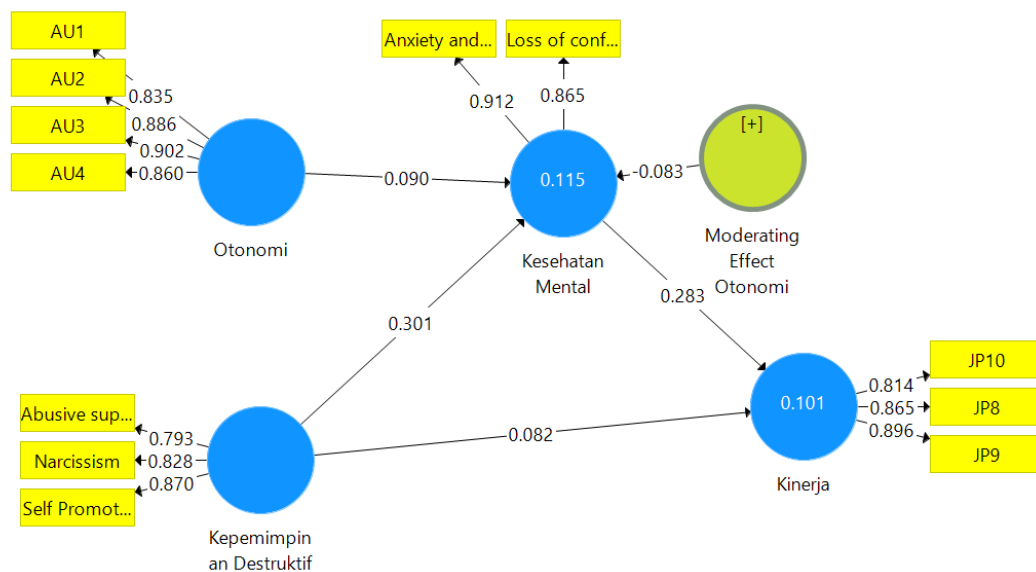 AU1
AU2
AU3
AU4
0.835
0.886
0.902
0.860
Otonomi
0.090
Anxiety and...
Loss of conf...
0.912
0.865
0.115
Kesehatan
Mental
-0.083
[+]
Moderating
Effect
Otonomi
0.301
0.283
Abusive sup...
Narcissism
Self Promot...
0.793
0.828
0.870
Kepemimpin
an Destruktif
0.082
0.101
Kinerja
0.814
0.865
0.896
JP10
JP8
JP9